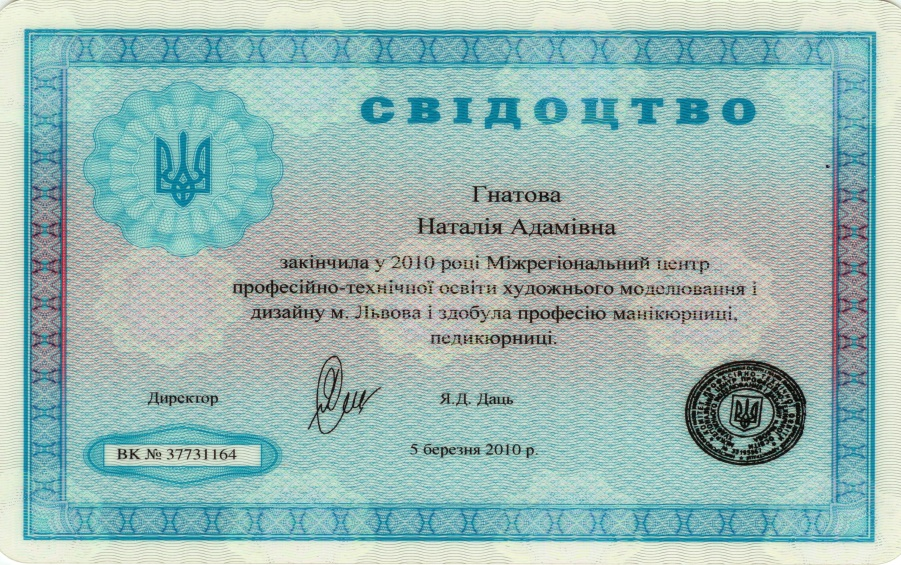 СВІДОЦТВО
Гнатова
Наталія Адамівна
закінчила у 2010 році Міжрегіональний центр
професійно-технічної освіти художнього моделювання і
дизайну м. Львова і здобула професію манікюрниці,
педикюрниці.
Директор
Я.Д. Даць
ВК № 37731164
5 березня 2010 р.